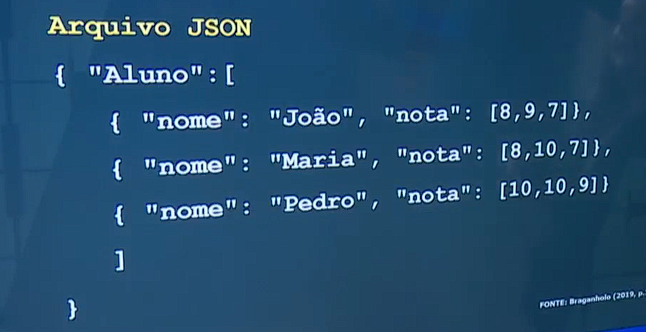 Arquivo JSON
{ "Aluno":[
{ "nome": "João", "nota": [8,9,7]},
{ "nome": "Maria", "nota": [8,10,7]},
{ "nome": "Pedro", "nota": [10,10,9]}
]
}
FONTE: Braganholo (2019, p..